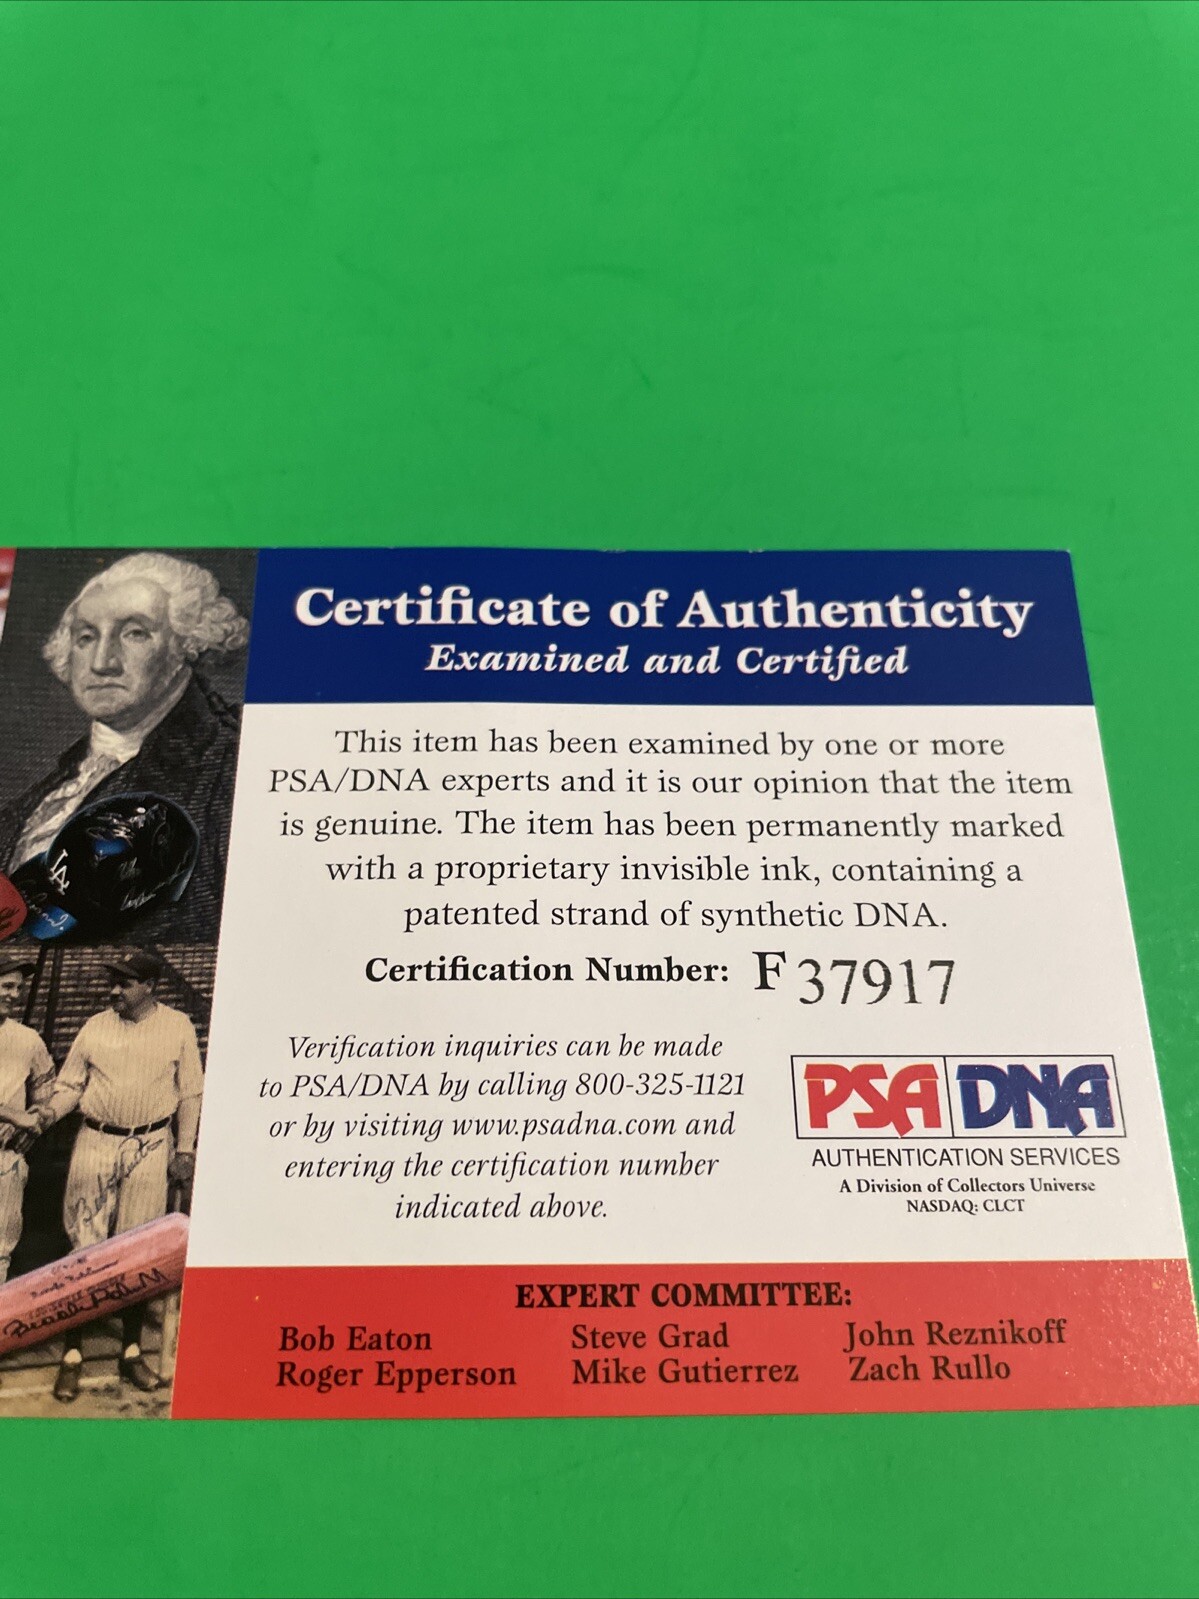 Certificate of Authenticity
Examined and Certified
This item has been examined by one or more
PSA/DNA experts and it is our opinion that the item
is genuine. The item has been permanently marked
with a proprietary invisible ink, containing a
patented strand of synthetic DNA.
Certification Number: F37917
Verification inquiries can be made
to PSA/DNA by calling 800-325-1121
or by visiting www.psadna.com and
entering the certification number
indicated above.
PSA DNA
AUTHENTICATION SERVICES
A Division of Collectors Universe
NASDAQ: CLCT
EXPERT COMMITTEE:
Bob Eaton Steve Grad John Reznikoff
Roger Epperson Mike Gutierrez Zach Rullo
LA